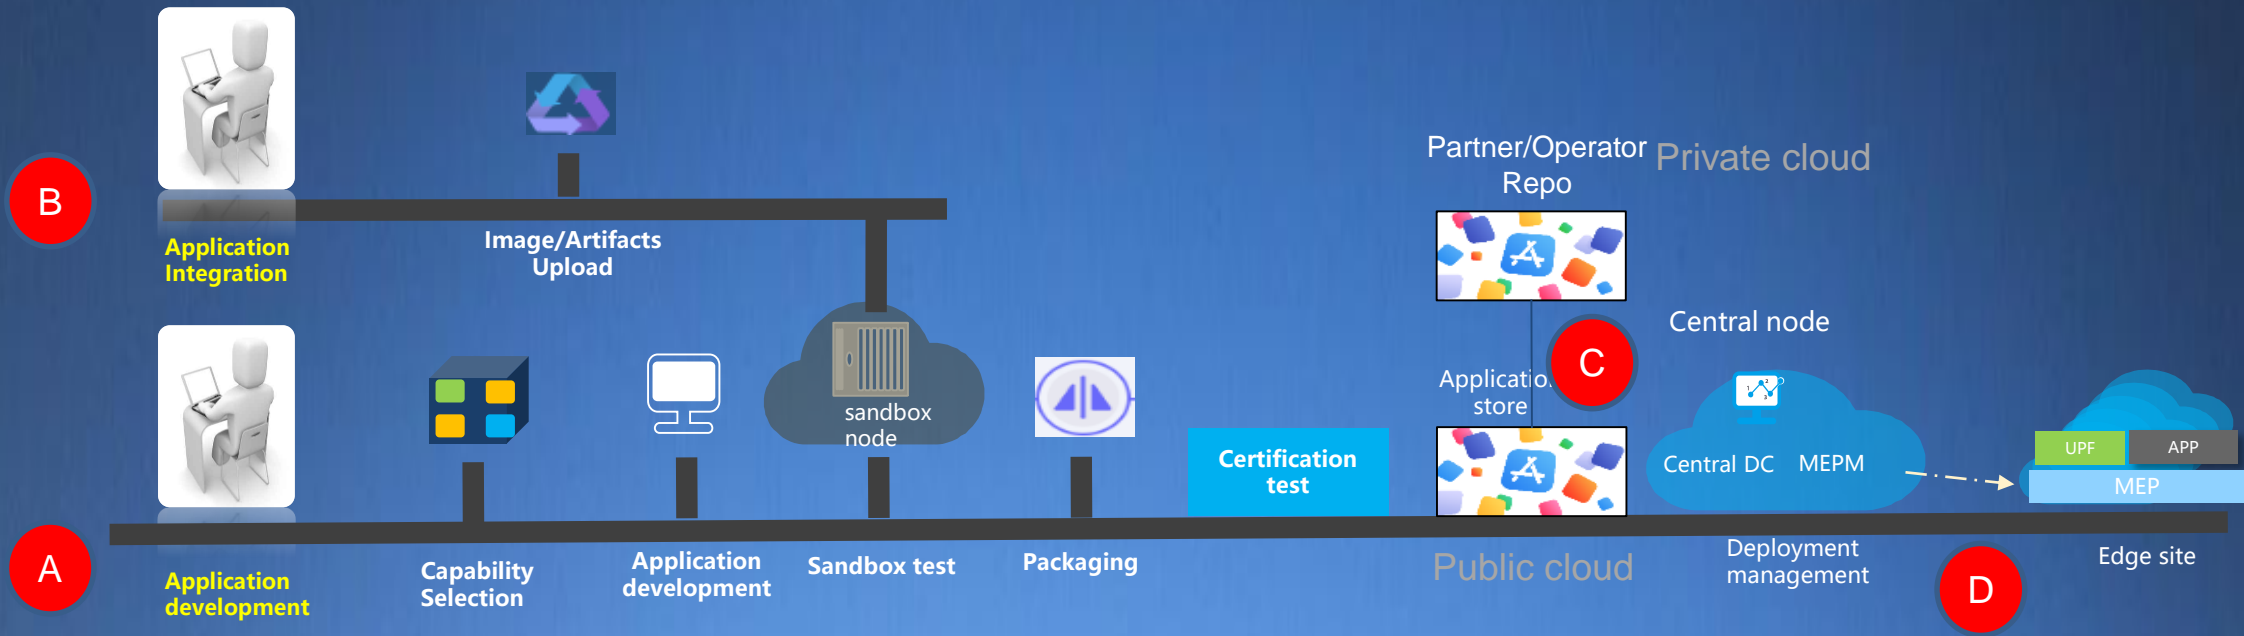 B
Application
Integration
Image/Artifacts
Upload
Partner/Operator
Repo
Private cloud
sandbox
node
Application
store
C
Central node
Certification
test
Central DC
MEPM
UPF
APP
MEP
A
Application
development
Capability
Selection
Application
development
Sandbox test
Packaging
Public cloud
Deployment
management
D
Edge site